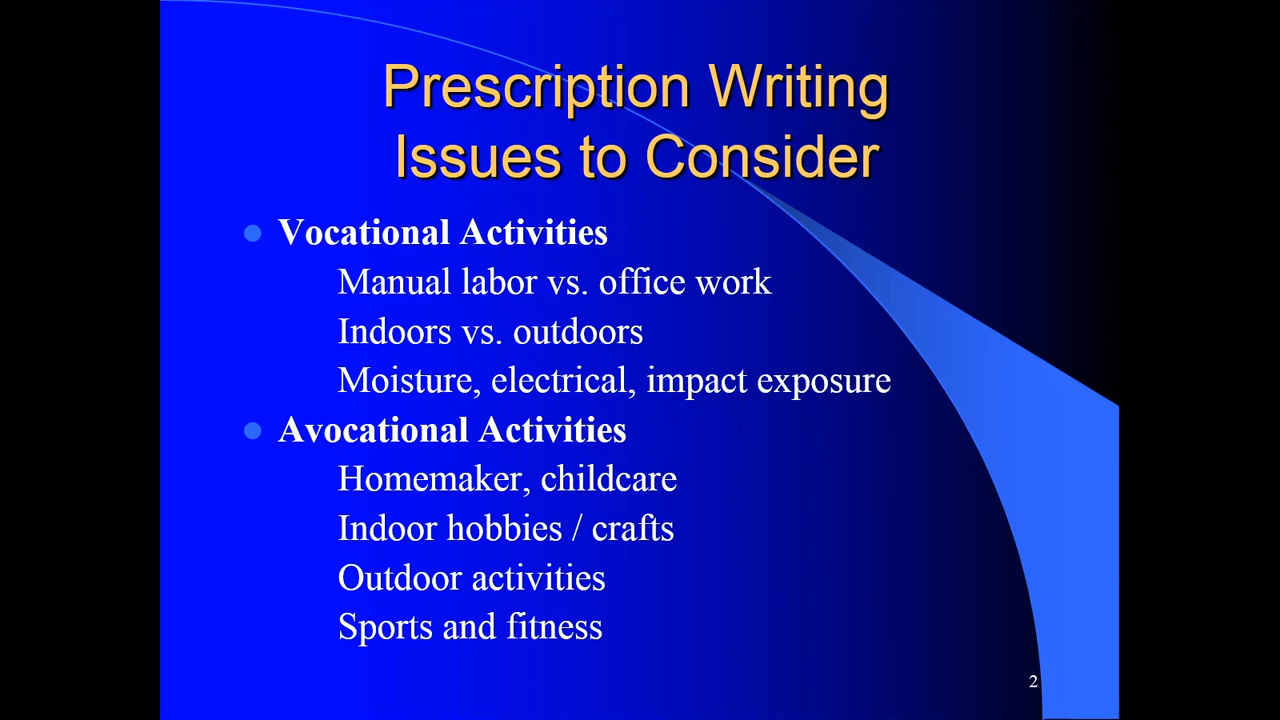 Prescription Writing
Issues to Consider
Vocational Activities
Manual labor vs. office work
Indoors vs. outdoors
Moisture, electrical, impact exposure
Avocational Activities
Homemaker, childcare
Indoor hobbies / crafts
Outdoor activities
Sports and fitness
2